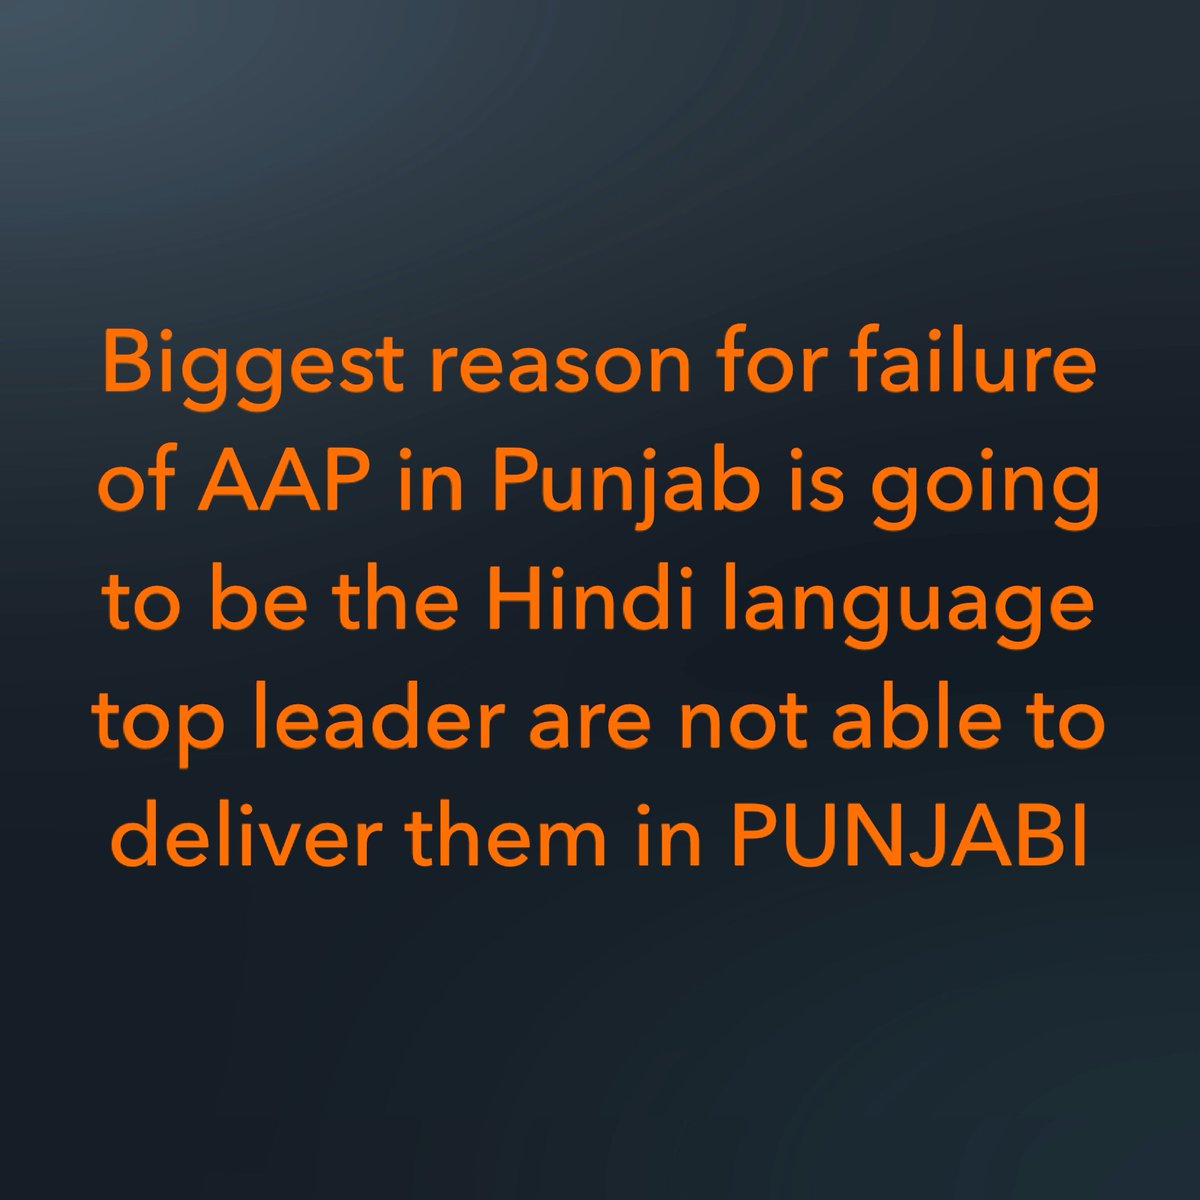 Biggest reason for failure
of AAP in Punjab is going
to be the Hindi language
top leader are not able to
deliver them in PUNJABI